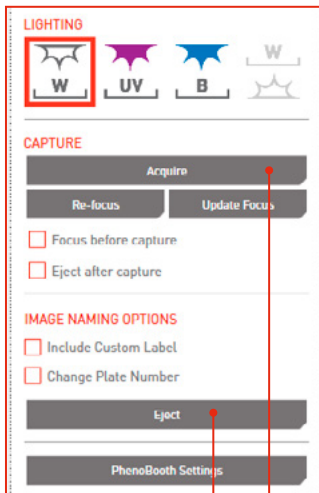 LIGHTING
W
W UV B
CAPTURE
Acquire
Re-focus Update Focus
Focus before capture
Eject after capture
IMAGE NAMING OPTIONS
Include Custom Label
Change Plate Number
Eject
PhenoBooth Settings